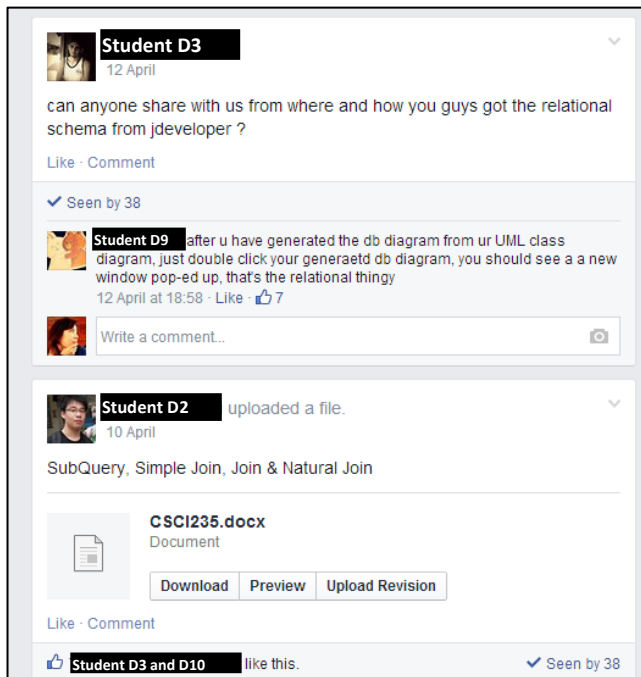 Student D3
12 April
can anyone share with us from where and how you guys got the relational
schema from jdeveloper ?
Like · Comment
Seen by 38
Student D9 after u have generated the db diagram from ur UML class
diagram, just double click your generaetd db diagram, you should see a a new
window pop-ed up, that's the relational thingy
12 April at 18:58 · Like · 7
Write a comment...
Student D2 uploaded a file.
10 April
SubQuery, Simple Join, Join & Natural Join
CSCI235.docx
Document
Download Preview Upload Revision
Like · Comment
Student D3 and D10 like this. Seen by 38